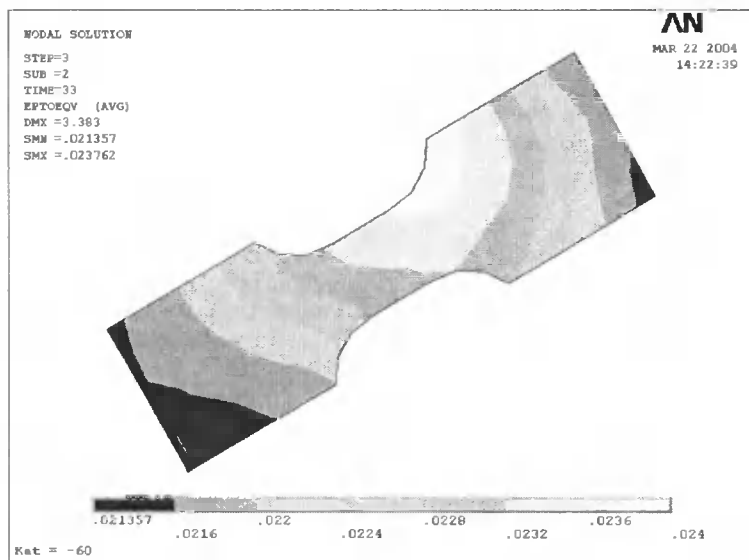 NODAL SOLUTION
STEP=3
SUB =2
TIME=33
EPTOEQV (AVG)
DMX =3.383
SMN =.021357
SMX =.023762
AN
MAR 22 2004
14:22:39
.021357 .022 .0228 .0236
.0216 .0224 .0232 .024
Kat = -60